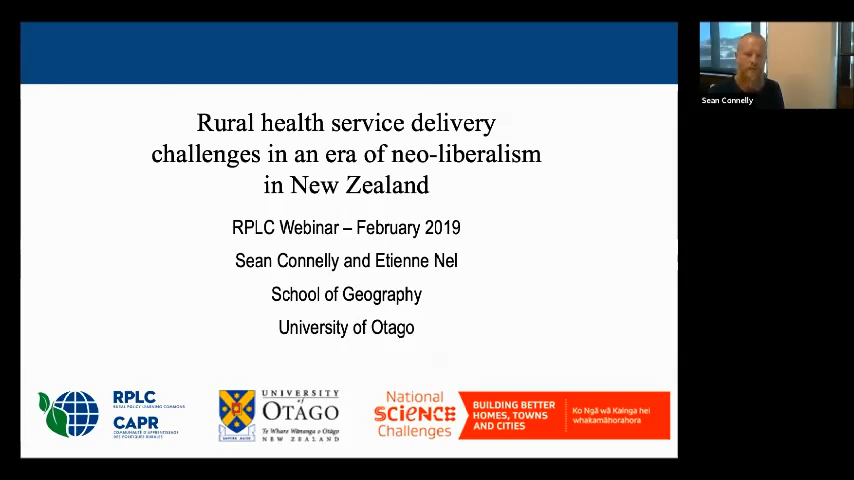 Rural health service delivery
challenges in an era of neo-liberalism
in New Zealand
RPLC Webinar – February 2019
Sean Connelly and Etienne Nel
School of Geography
University of Otago
RPLC
RURAL POLICY LEARNING COMMONS
CAPR
COMMUNAUTÉ D'APPRENTISSAGE
DES POLITIQUES RURALES
UNIVERSITY
of
OTAGO
Te Whare Wānanga o Otāgo
NEW ZEALAND
SAPERE AUDE
National
SCIENCE
Challenges
BUILDING BETTER
HOMES, TOWNS
AND CITIES
Ko Ngā wā Kainga hei
whakamāhorahora
Sean Connelly